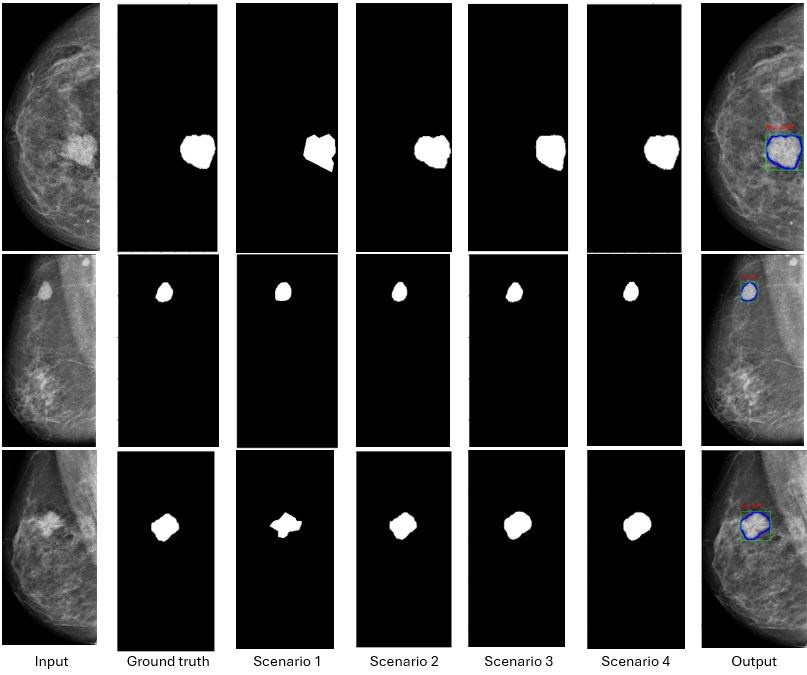 Input
Ground truth
Scenario 1
Scenario 2
Scenario 3
Scenario 4
Output